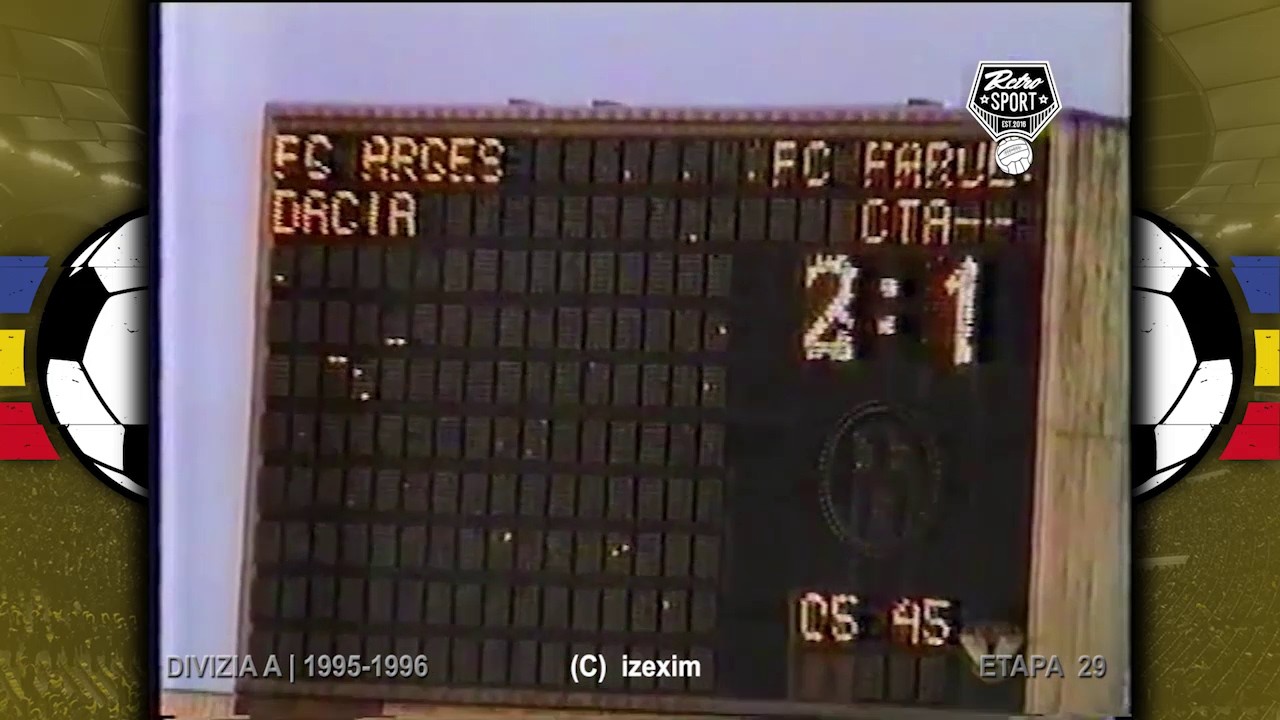 Retro
SPORT
EST. 2016
FC ARGES
FC FARUL
DACIA
CTA--
2:1
05 45
DIVIZIA A | 1995-1996
(C) izexim
ETAPA 29